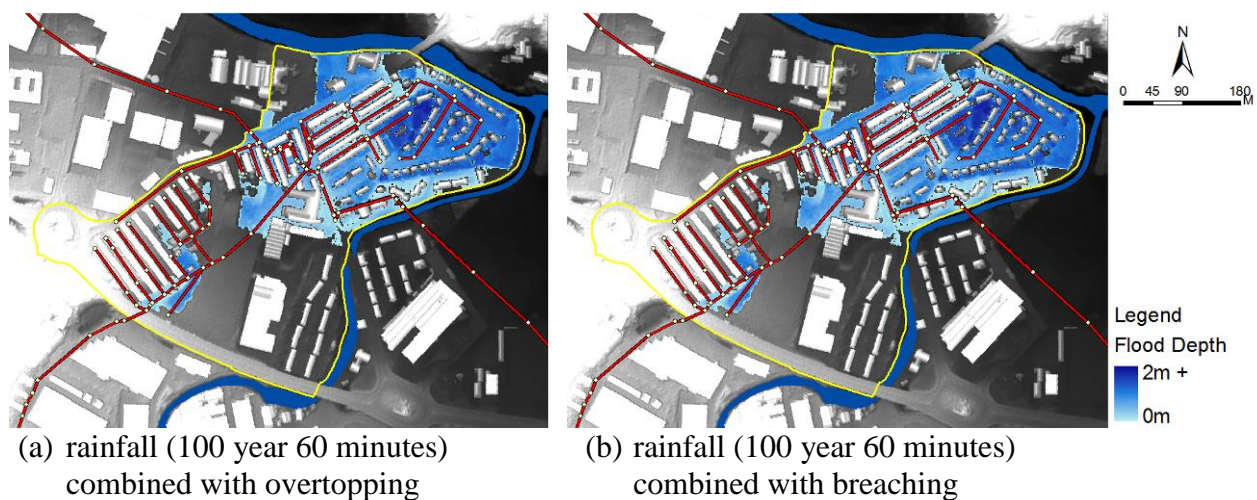 N
0 45 90 180
M
Legend
Flood Depth
2m +
0m
(a) rainfall (100 year 60 minutes)
combined with overtopping
(b) rainfall (100 year 60 minutes)
combined with breaching